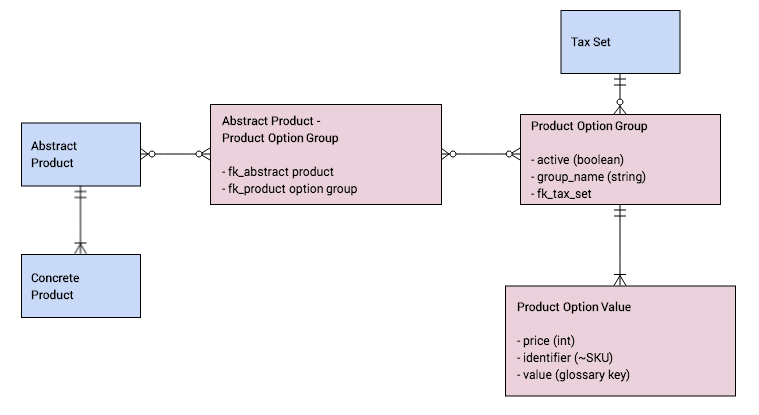 Tax Set
Abstract
Product
Abstract Product -
Product Option Group
- fk_abstract product
- fk_product option group
Product Option Group
- active (boolean)
- group_name (string)
- fk_tax_set
Concrete
Product
Product Option Value
- price (int)
- identifier (~SKU)
- value (glossary key)